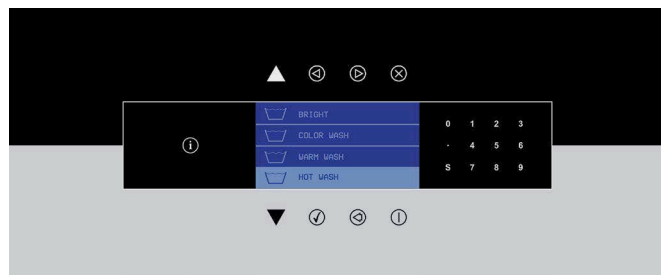 BRIGHT
COLOR WASH
WARM WASH
HOT WASH
i
0 1 2 3
· 4 5 6
S 7 8 9